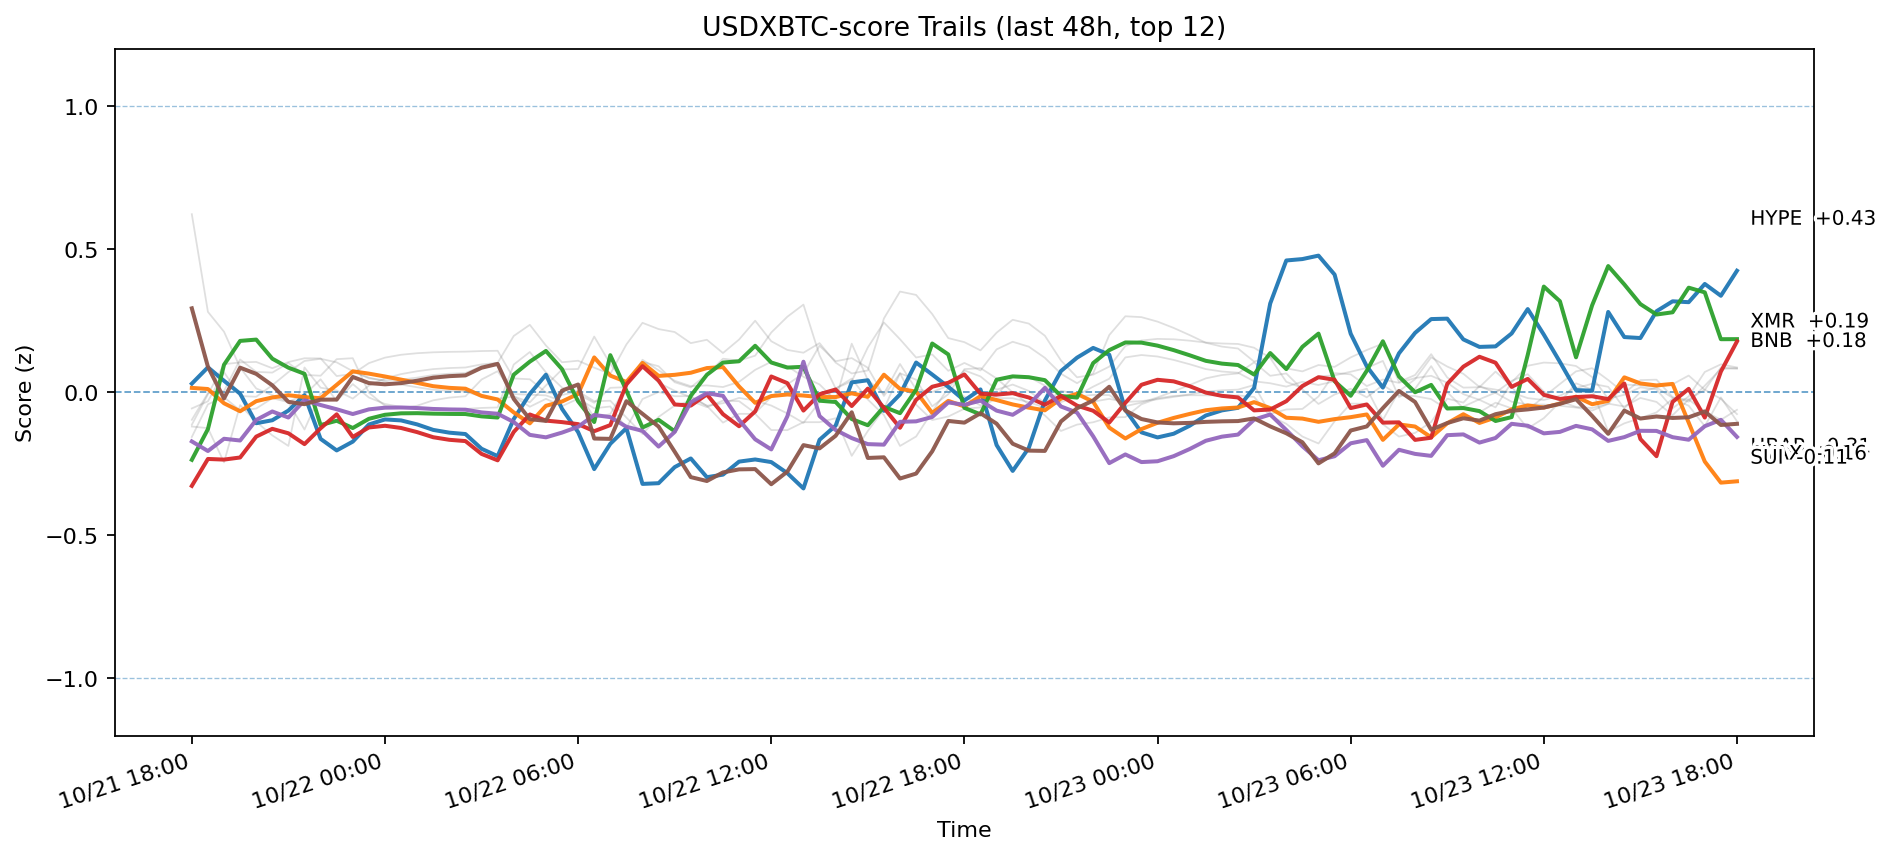 USDXBTC-score Trails (last 48h, top 12)
Score (z)
1.0
0.5
0.0
−0.5
−1.0
HYPE +0.43
XMR +0.19
BNB +0.18
SUI -0.11
10/21 18:00
10/22 00:00
10/22 06:00
10/22 12:00
10/22 18:00
10/23 00:00
10/23 06:00
10/23 12:00
10/23 18:00
Time